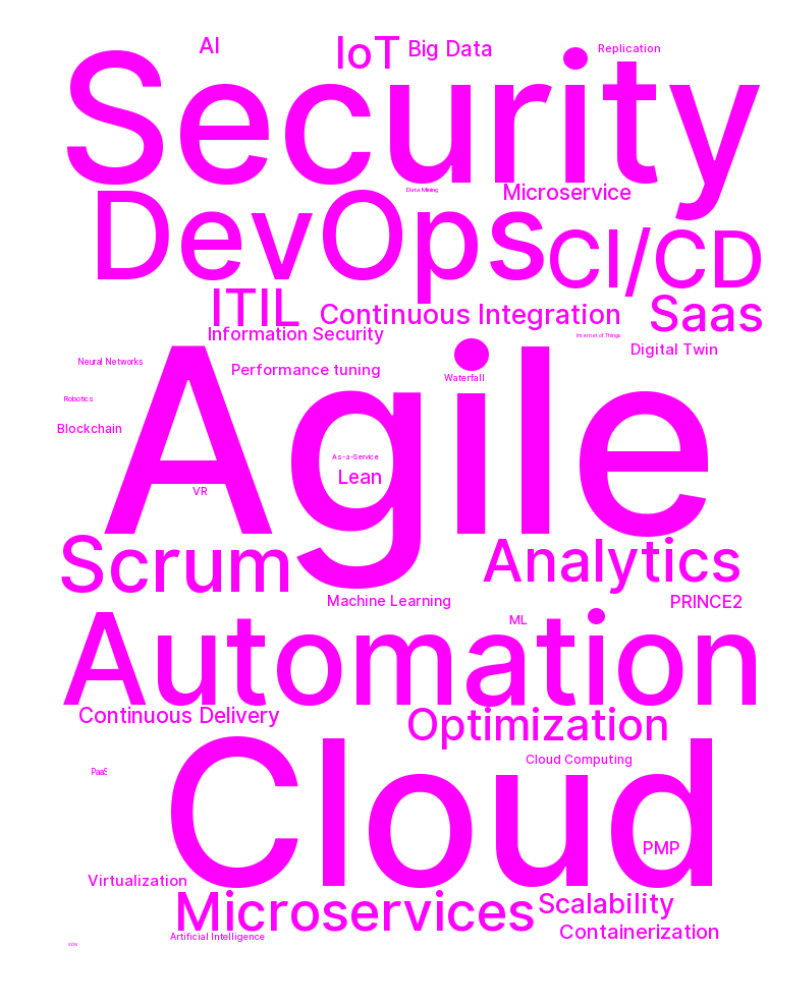 AI
IoT
Big Data
Replication
Security
Data Mining
Microservice
DevOps
CI/CD
ITIL
Continuous Integration
Saas
Information Security
Internet of Things
Digital Twin
Neural Networks
Performance tuning
Waterfall
Agile
Robotics
Blockchain
As-a-Service
Lean
VR
Scrum
Analytics
Machine Learning
PRINCE2
ML
Automation
Continuous Delivery
Optimization
Cloud Computing
PaaS
Cloud
PMP
Virtualization
Microservices
Scalability
Containerization
Artificial Intelligence